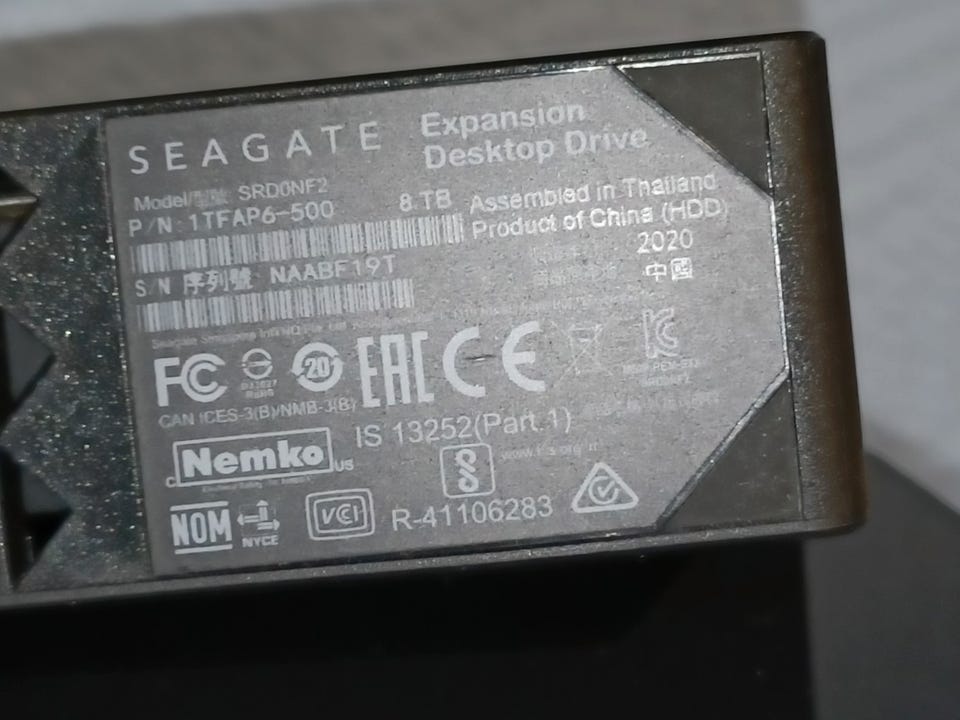 SEAGATE
Expansion
Desktop Drive
Model/ SRD0NF2
P/N: 1TFAP6-500
8 TB
Assembled in Thailand
Product of China (HDD)
2020
中國
S/N 序列號 NAABF19T
FC
20
EAC
CE
CAN ICES-3(B)/NMB-3(B)
IS 13252(Part.1)
c Nemko us
NOM
NYCE
VCI
R-41106283